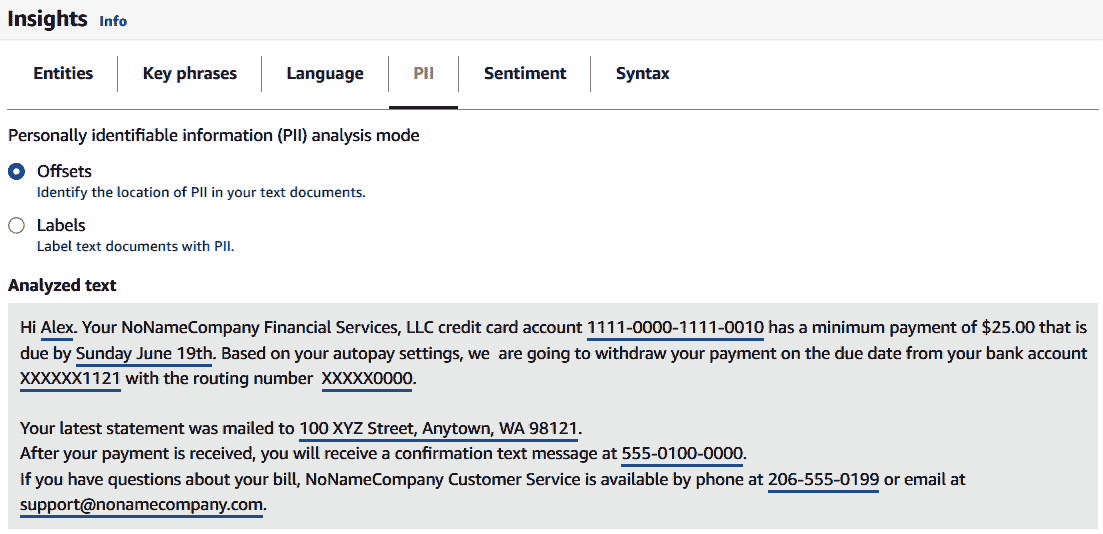 Insights Info
Entities Key phrases Language PII Sentiment Syntax
Personally identifiable information (PII) analysis mode
Offsets
Identify the location of PII in your text documents.
Labels
Label text documents with PII.
Analyzed text
Hi Alex. Your NoNameCompany Financial Services, LLC credit card account 1111-0000-1111-0010 has a minimum payment of $25.00 that is
due by Sunday June 19th. Based on your autopay settings, we are going to withdraw your payment on the due date from your bank account
XXXXXX1121 with the routing number XXXXX0000.
Your latest statement was mailed to 100 XYZ Street, Anytown, WA 98121.
After your payment is received, you will receive a confirmation text message at 555-0100-0000.
If you have questions about your bill, NoNameCompany Customer Service is available by phone at 206-555-0199 or email at
support@nonamecompany.com.